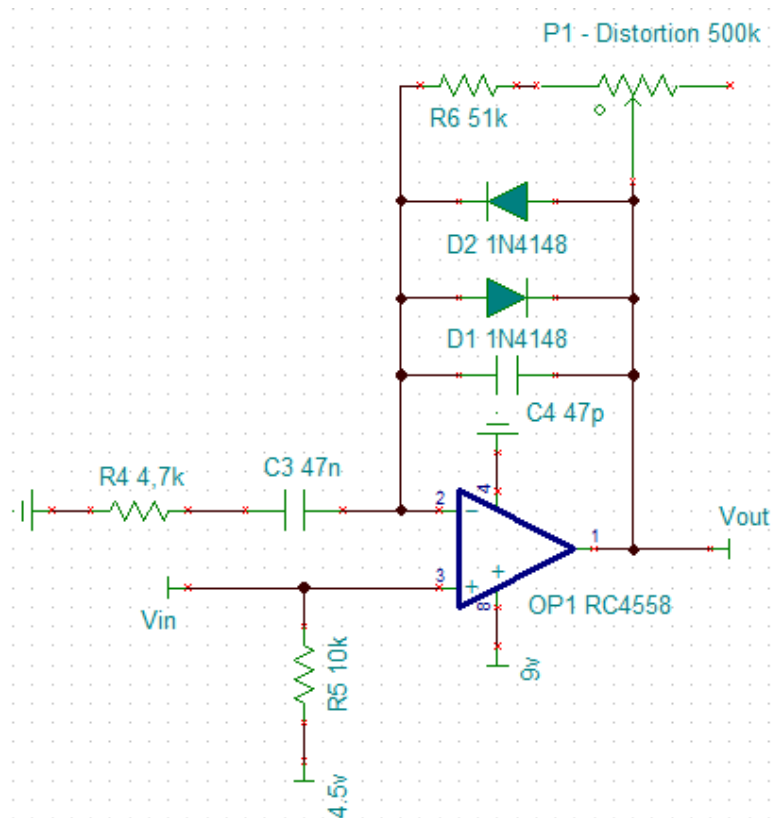 P1 - Distortion 500k
R6 51k
D2 1N4148
D1 1N4148
C4 47p
R4 4,7k
C3 47n
2
4
1
Vout
3
8
OP1 RC4558
Vin
R5 10k
9v
4.5v